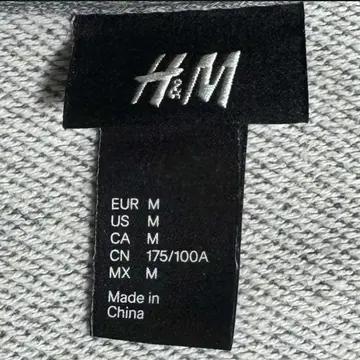 H&M
EUR M
US M
CA M
CN 175/100A
MX M
Made in
China